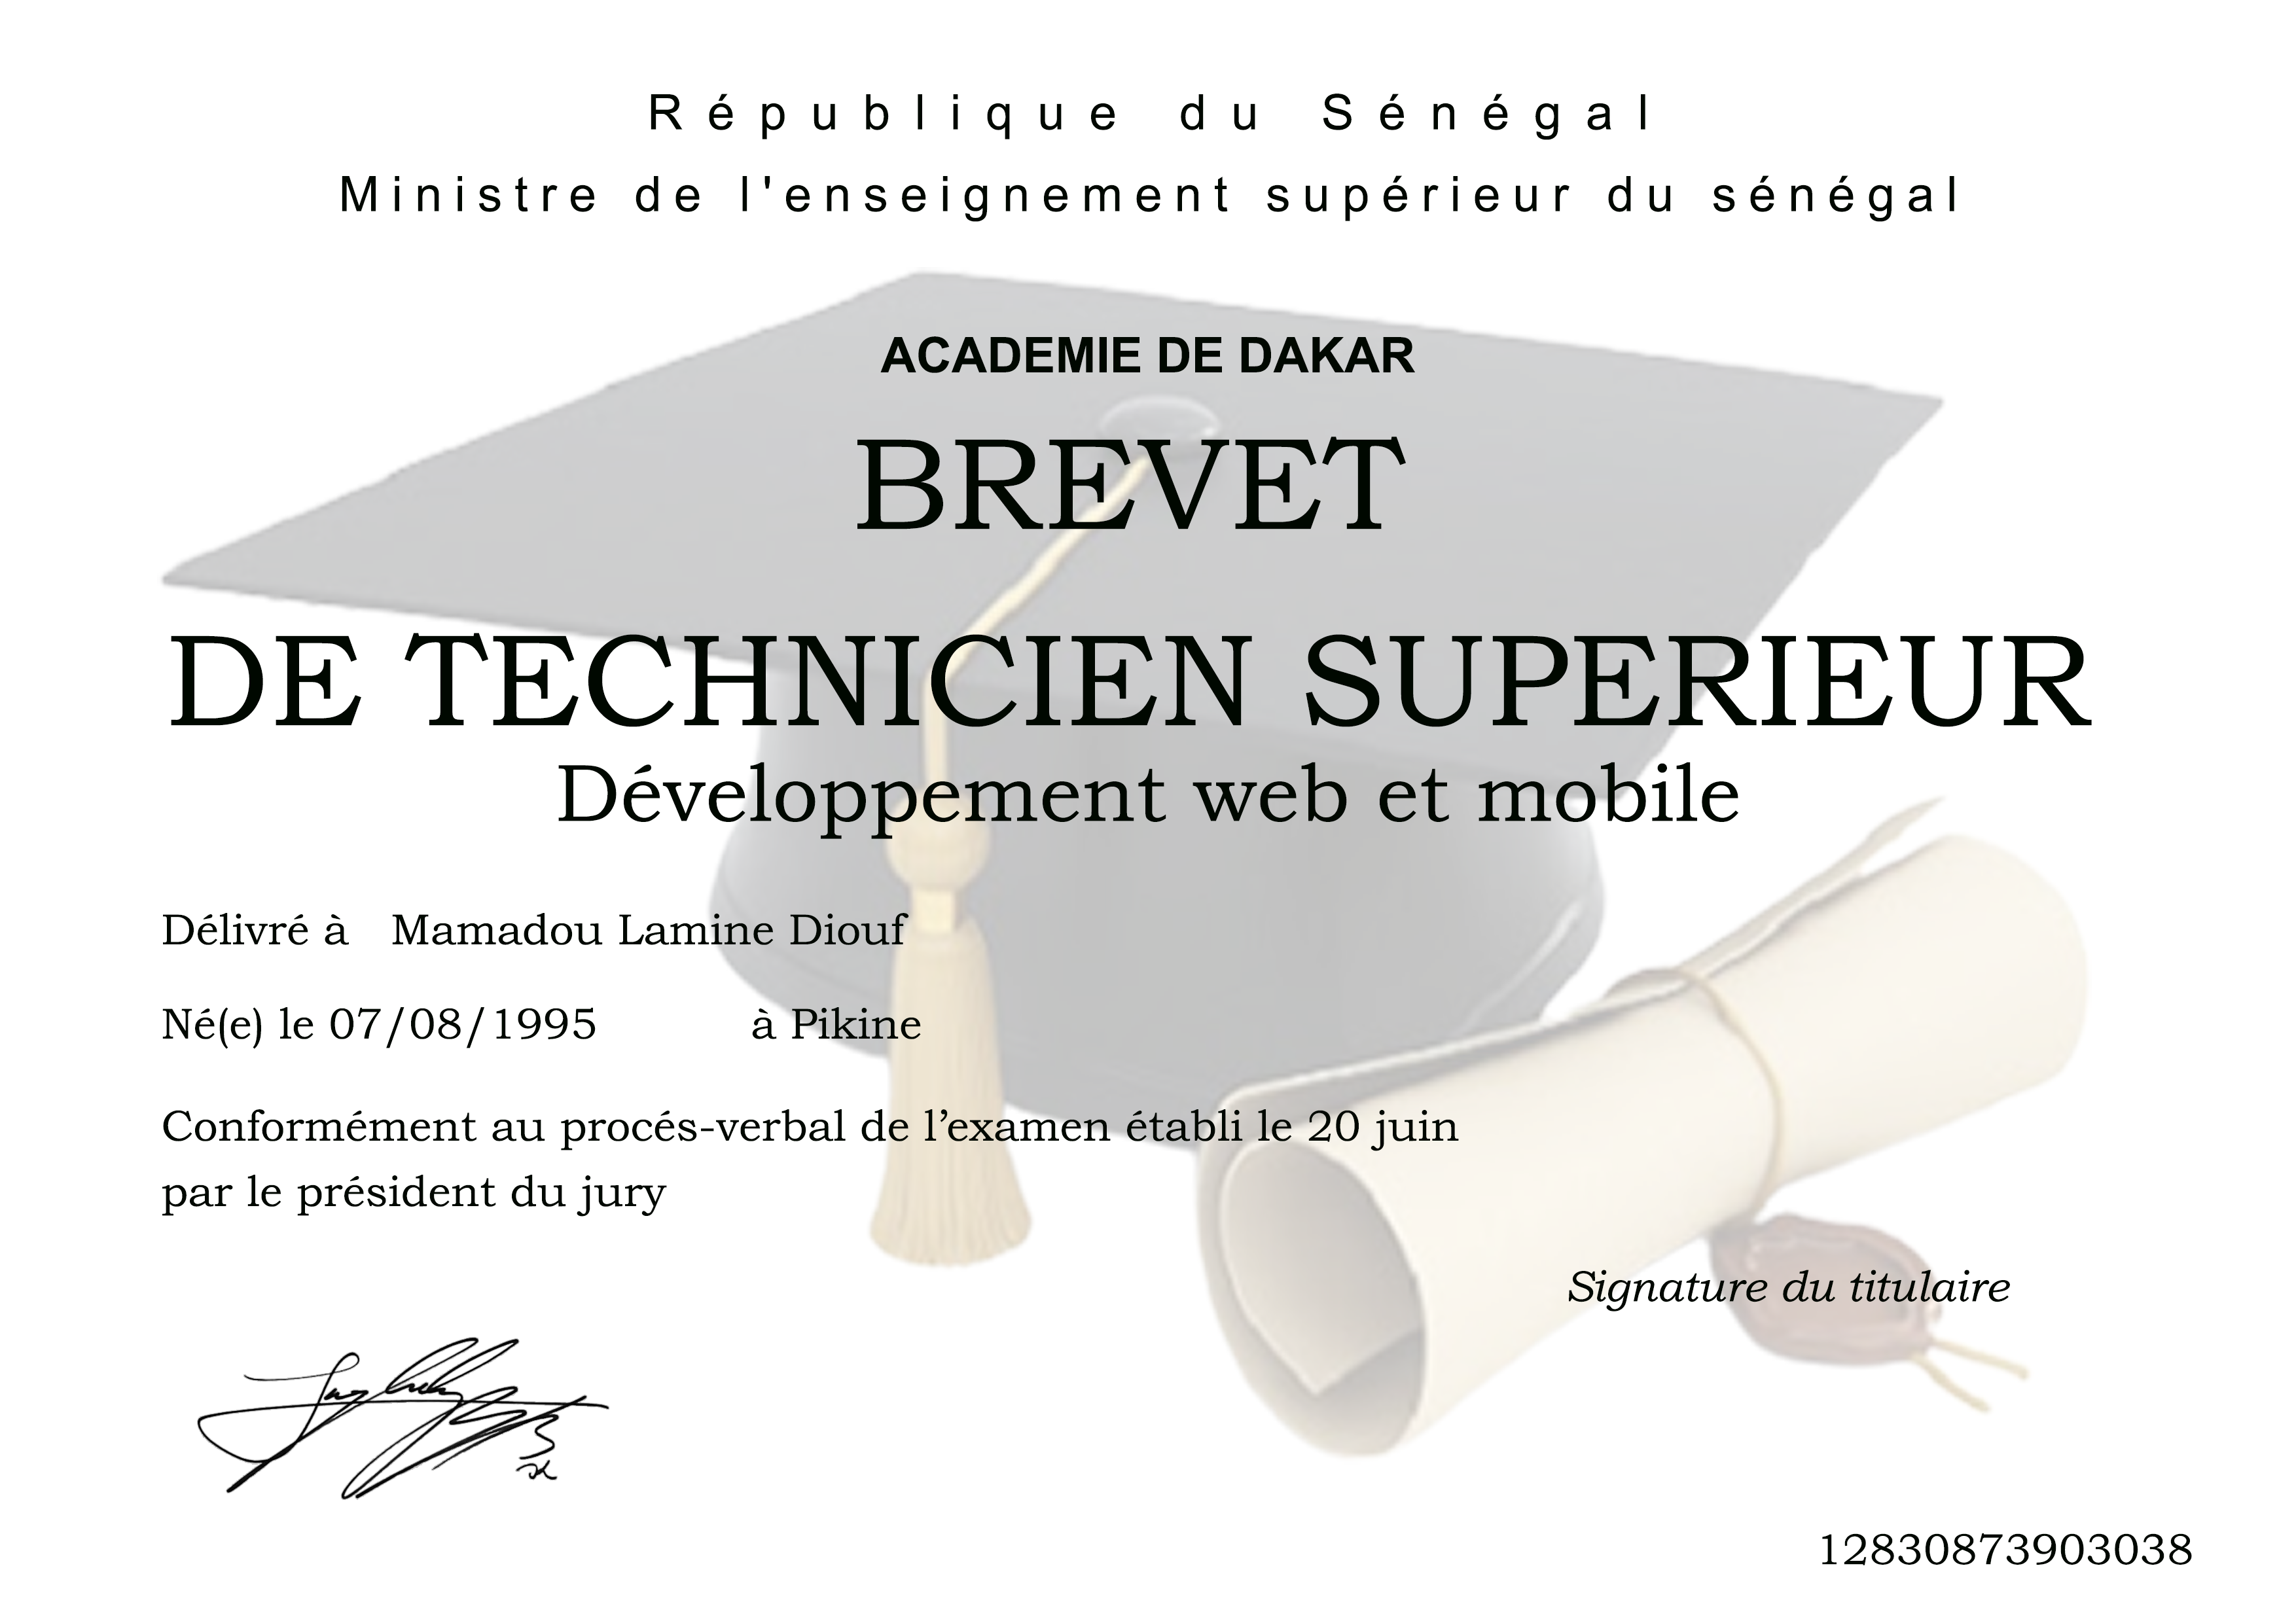 République du Sénégal
Ministre de l'enseignement supérieur du sénégal
ACADEMIE DE DAKAR
BREVET
DE TECHNICIEN SUPERIEUR
Développement web et mobile
Délivré à Mamadou Lamine Diouf
Né(e) le 07/08/1995 à Pikine
Conformément au procés-verbal de l’examen établi le 20 juin
par le président du jury
Signature du titulaire
12830873903038